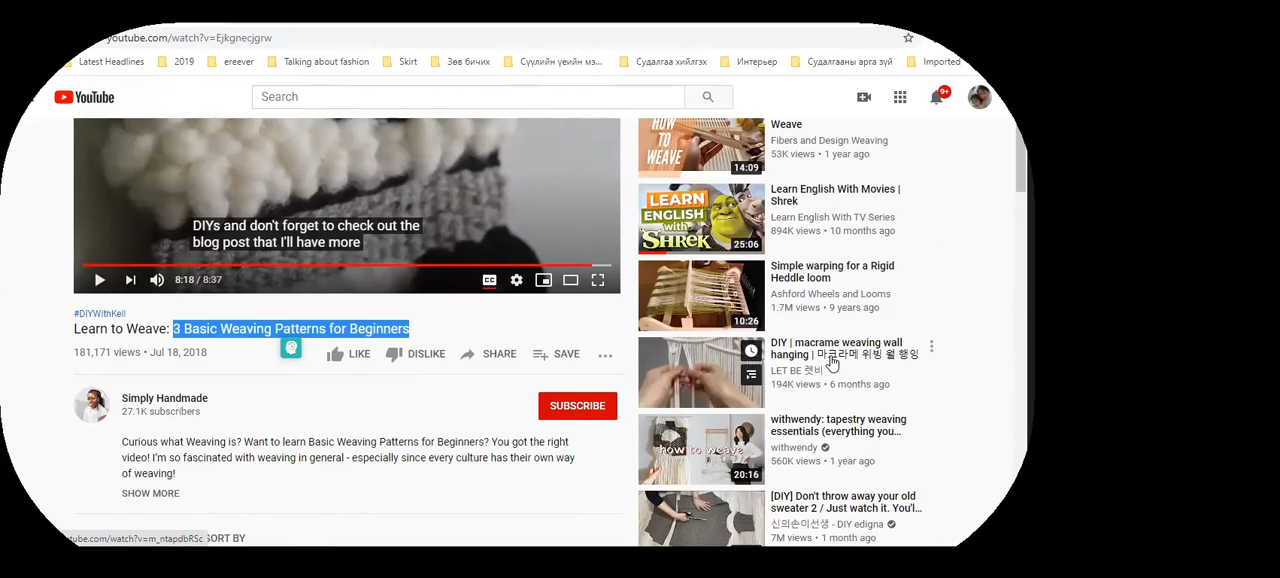 youtube.com/watch?v=Ejkgnecjgrw
Latest Headlines 2019 ereever Talking about fashion Skirt Зөв бичих Сүүлийн үеийн мэ... Судалгаа хийлгэх Интерьер Судалгааны арга зүй Imported
YouTube Search 9+
HOW TO WEAVE
14:09
Weave
Fibers and Design Weaving
53K views • 1 year ago
LEARN ENGLISH with SHREK
25:06
Learn English With Movies |
Shrek
Learn English With TV Series
894K views • 10 months ago
10:26
Simple warping for a Rigid
Heddle loom
Ashford Wheels and Looms
1.7M views • 9 years ago
DIY | macrame weaving wall
hanging | 마크라메 위빙 월 행잉
LET BE 렛비
194K views • 6 months ago
how to weave
20:16
withwendy: tapestry weaving
essentials (everything you...
withwendy
560K views • 1 year ago
[DIY] Don't throw away your old
sweater 2 / Just watch it. You'l...
신의손이선생 - DIY edigna
7M views • 1 month ago
DIYs and don't forget to check out the
blog post that I'll have more
8:18 / 8:37
CC
#DIYWithKell
Learn to Weave: 3 Basic Weaving Patterns for Beginners
181,171 views • Jul 18, 2018
LIKE DISLIKE SHARE SAVE
Simply Handmade
27.1K subscribers
SUBSCRIBE
Curious what Weaving is? Want to learn Basic Weaving Patterns for Beginners? You got the right
video! I'm so fascinated with weaving in general - especially since every culture has their own way
of weaving!
SHOW MORE
tube.com/watch?v=m_ntapdbRSc SORT BY